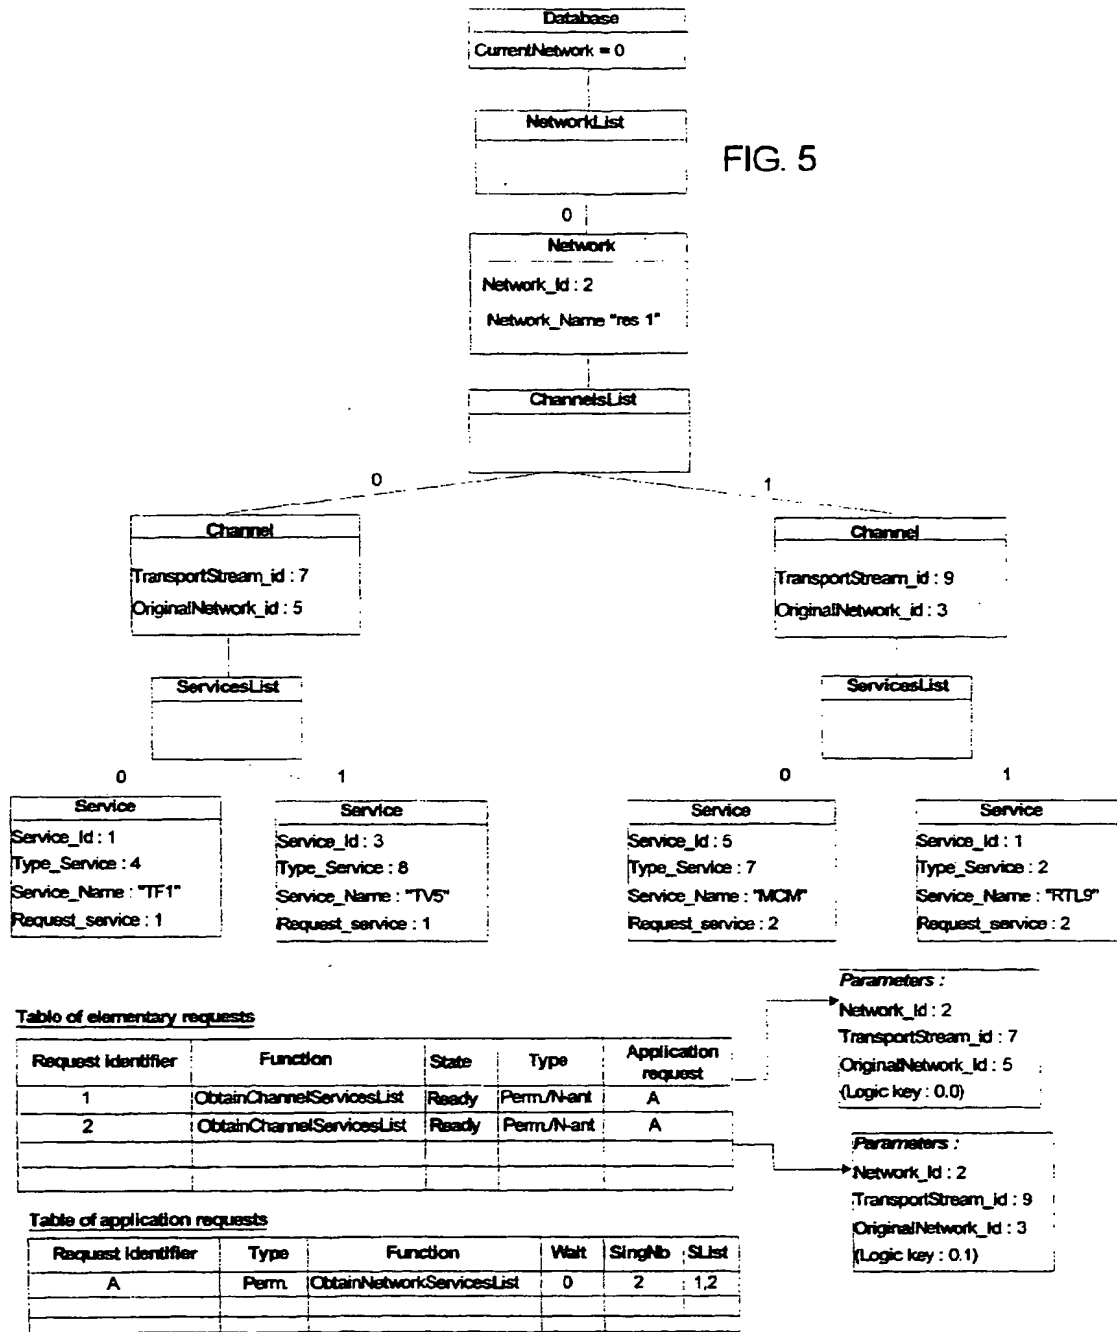 Database
CurrentNetwork = 0
NetworkList
FIG. 5
0
Network
Network_Id : 2
Network_Name "res 1"
ChannelsList
0
1
Channel
TransportStream_id : 7
OriginalNetwork_id : 5
Channel
TransportStream_id : 9
OriginalNetwork_id : 3
ServicesList
ServicesList
0
1
0
1
Service
Service_Id : 1
Type_Service : 4
Service_Name : "TF1"
Request_service : 1
Service
Service_Id : 3
Type_Service : 8
Service_Name : "TV5"
Request_service : 1
Service
Service_Id : 5
Type_Service : 7
Service_Name : "MCM"
Request_service : 2
Service
Service_Id : 1
Type_Service : 2
Service_Name : "RTL9"
Request_service : 2
Table of elementary requests
Request identifier Function State Type Application request
1 ObtainChannelServicesList Ready Perm./N-ant A
2 ObtainChannelServicesList Ready Perm./N-ant A
Parameters :
Network_Id : 2
TransportStream_id : 7
OriginalNetwork_Id : 5
(Logic key : 0.0)
Parameters :
Network_Id : 2
TransportStream_id : 9
OriginalNetwork_Id : 3
(Logic key : 0.1)
Table of application requests
Request identifier Type Function Wait SingNb SList
A Perm. ObtainNetworkServicesList 0 2 1,2